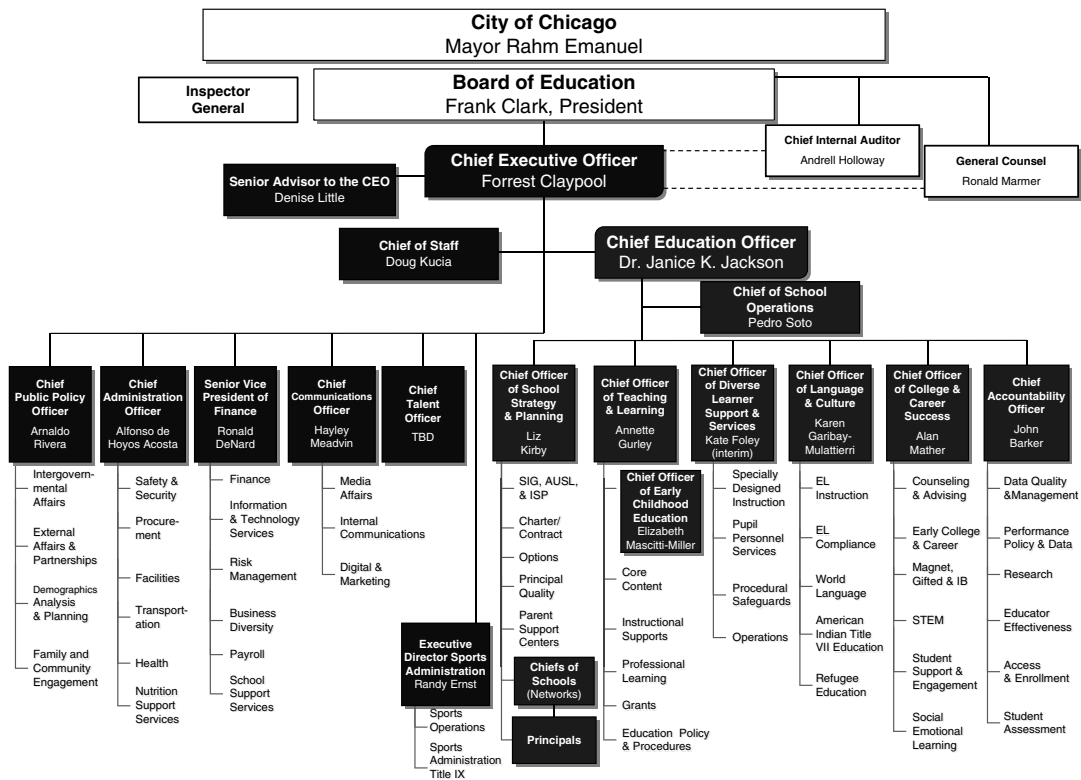 City of Chicago
Mayor Rahm Emanuel
Board of Education
Frank Clark, President
Inspector
General
Chief Internal Auditor
Andrell Holloway
General Counsel
Ronald Marmer
Chief Executive Officer
Forrest Claypool
Senior Advisor to the CEO
Denise Little
Chief of Staff
Doug Kucia
Chief Education Officer
Dr. Janice K. Jackson
Chief of School
Operations
Pedro Soto
Chief
Public Policy
Officer
Arnaldo
Rivera
Intergovern-
mental
Affairs
External
Affairs &
Partnerships
Demographics
Analysis
& Planning
Family and
Community
Engagement
Chief
Administration
Officer
Alfonso de
Hoyos Acosta
Safety &
Security
Procure-
ment
Facilities
Transport-
ation
Health
Nutrition
Support
Services
Senior Vice
President of
Finance
Ronald
DeNard
Finance
Information
& Technology
Services
Risk
Management
Business
Diversity
Payroll
School
Support
Services
Chief
Communications
Officer
Hayley
Meadvin
Media
Affairs
Internal
Communications
Digital &
Marketing
Chief
Talent
Officer
TBD
Executive
Director Sports
Administration
Randy Ernst
Sports
Operations
Sports
Administration
Title IX
Chief Officer
of School
Strategy
& Planning
Liz
Kirby
SIG, AUSL,
& ISP
Charter/
Contract
Options
Principal
Quality
Parent
Support
Centers
Chiefs of
Schools
(Networks)
Principals
Chief Officer
of Teaching
& Learning
Annette
Gurley
Chief Officer
of Early
Childhood
Education
Elizabeth
Mascitti-Miller
Core
Content
Instructional
Supports
Professional
Learning
Grants
Education Policy
& Procedures
Chief Officer
of Diverse
Learner
Support &
Services
Kate Foley
(interim)
Specially
Designed
Instruction
Pupil
Personnel
Services
Procedural
Safeguards
Operations
Chief Officer
of Language
& Culture
Karen
Garibay-
Mulattierri
EL
Instruction
EL
Compliance
World
Language
American
Indian Title
VII Education
Refugee
Education
Chief Officer
of College &
Career
Success
Alan
Mather
Counseling
& Advising
Early College
& Career
Magnet,
Gifted & IB
STEM
Student
Support &
Engagement
Social
Emotional
Learning
Chief
Accountability
Officer
John
Barker
Data Quality
&Management
Performance
Policy & Data
Research
Educator
Effectiveness
Access
& Enrollment
Student
Assessment